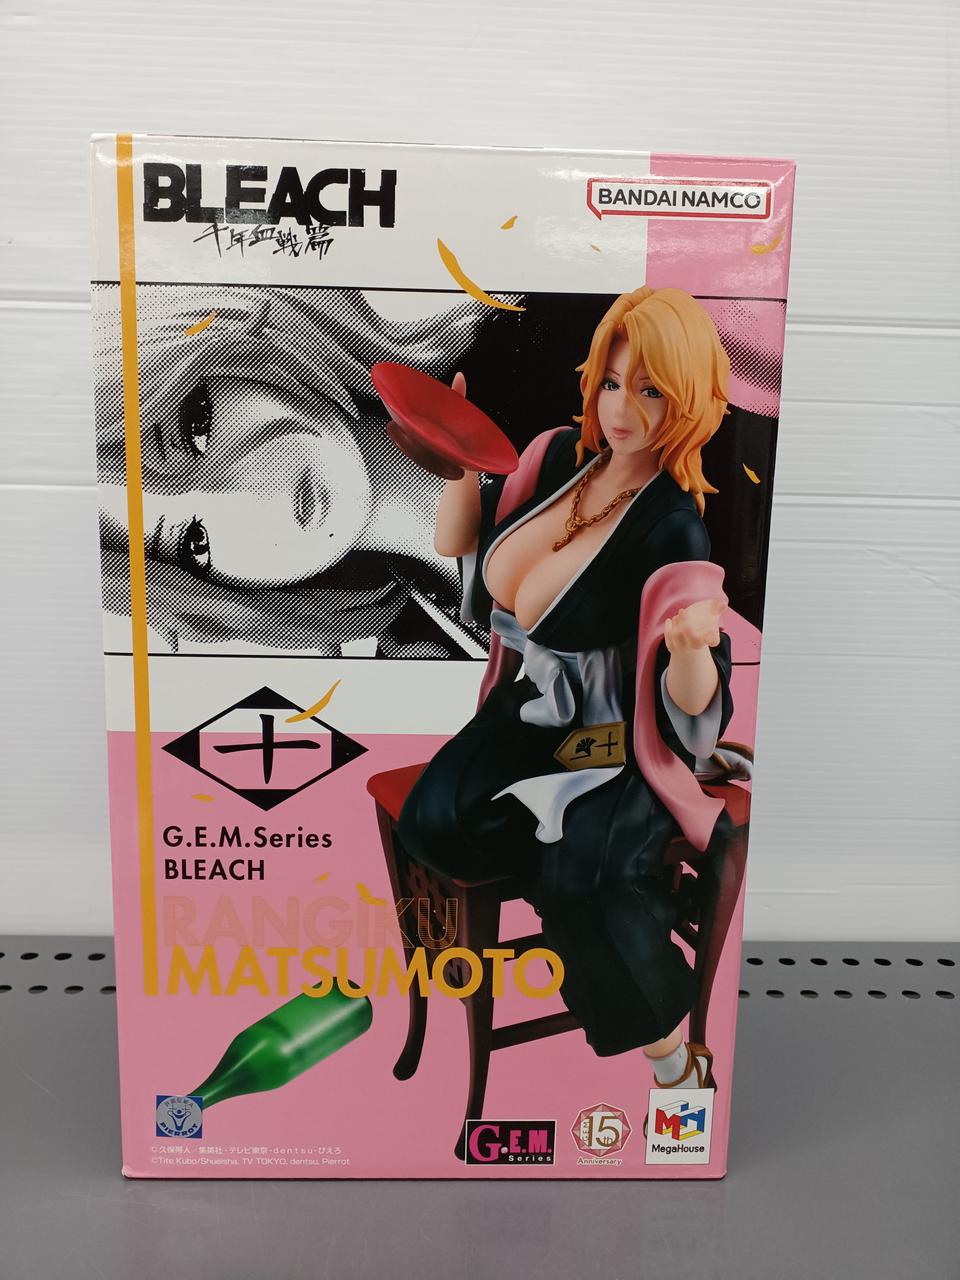 BLEACH
千年血戦篇
BANDAI NAMCO
十
十
G.E.M.Series
BLEACH
RANGIKU
MATSUMOTO
PIERROT
©久保帯人／集英社・テレビ東京・dentsu・ぴえろ
©Tite Kubo/Shueisha, TV TOKYO, dentsu, Pierrot
G.E.M.
Series
G.E.M.
15th
Anniversary
MegaHouse